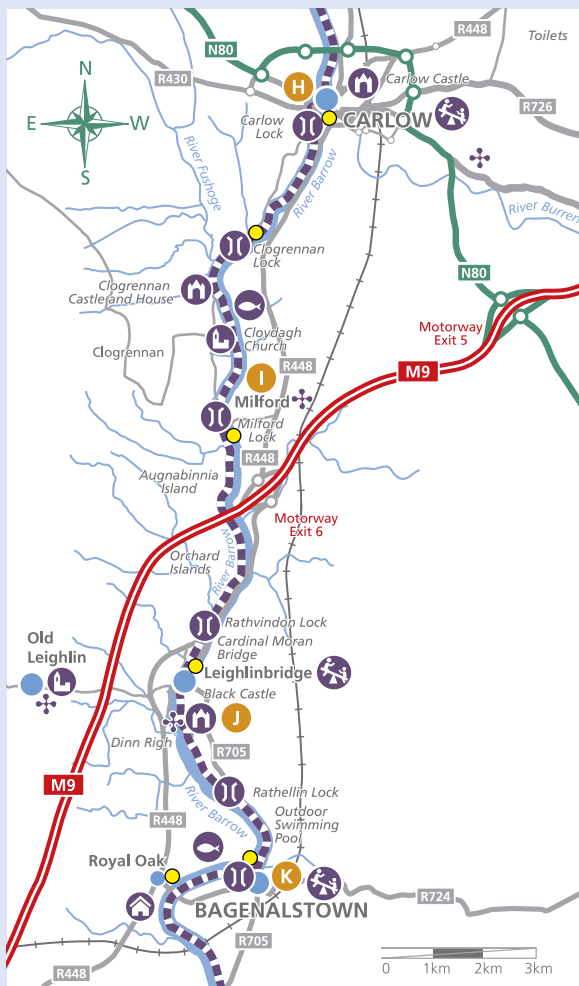 R448
Toilets
N80
R430
H
Carlow Castle
N
R726
Carlow
Lock
CARLOW
E
W
S
River Fushoge
River Barrow
River Burren
Clogrennan
Lock
N80
Clogrennan
Castle and House
Motorway
Exit 5
Cloydagh
Church
Clogrennan
R448
M9
I
Milford
Milford
Lock
R448
Augnabinnia
Island
Motorway
Exit 6
River Barrow
Orchard
Islands
Rathvindon Lock
Cardinal Moran
Bridge
Old
Leighlin
Leighlinbridge
Black Castle
J
Dinn Righ
R705
M9
Rathellin Lock
River Barrow
Outdoor
Swimming
Pool
R448
Royal Oak
K
R724
BAGENALSTOWN
R705
R448
0 1km 2km 3km